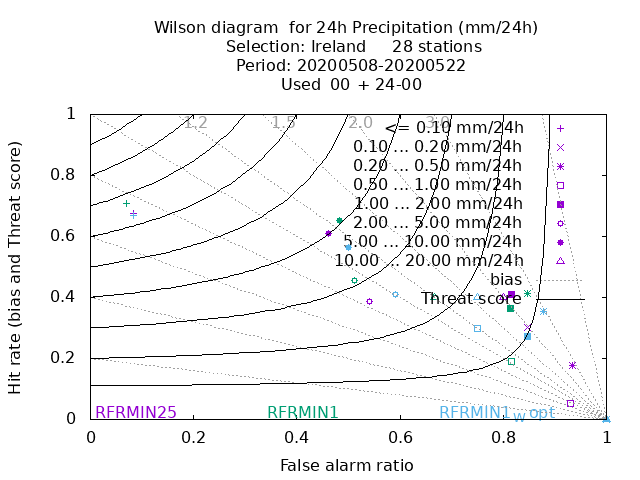 Wilson diagram  for 24h Precipitation (mm/24h)
Selection: Ireland     28 stations
Period: 20200508-20200522
Used  00 + 24-00
1.2 1.5 2.0 3.0
<= 0.10 mm/24h
0.10 ... 0.20 mm/24h
0.20 ... 0.50 mm/24h
0.50 ... 1.00 mm/24h
1.00 ... 2.00 mm/24h
2.00 ... 5.00 mm/24h
5.00 ... 10.00 mm/24h
10.00 ... 20.00 mm/24h
bias
Threat score
Hit rate (bias and Threat score)
1
0.8
0.6
0.4
0.2
0
RFRMIN25 RFRMIN1 RFRMIN1w opt
0 0.2 0.4 0.6 0.8 1
False alarm ratio